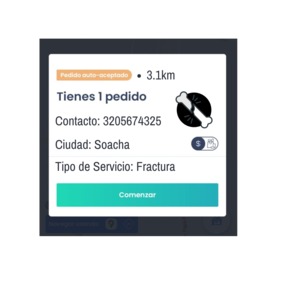 Pedido auto-aceptado • 3.1km
Tienes 1 pedido
Contacto: 3205674325
Ciudad: Soacha
$
Tipo de Servicio: Fractura
Comenzar